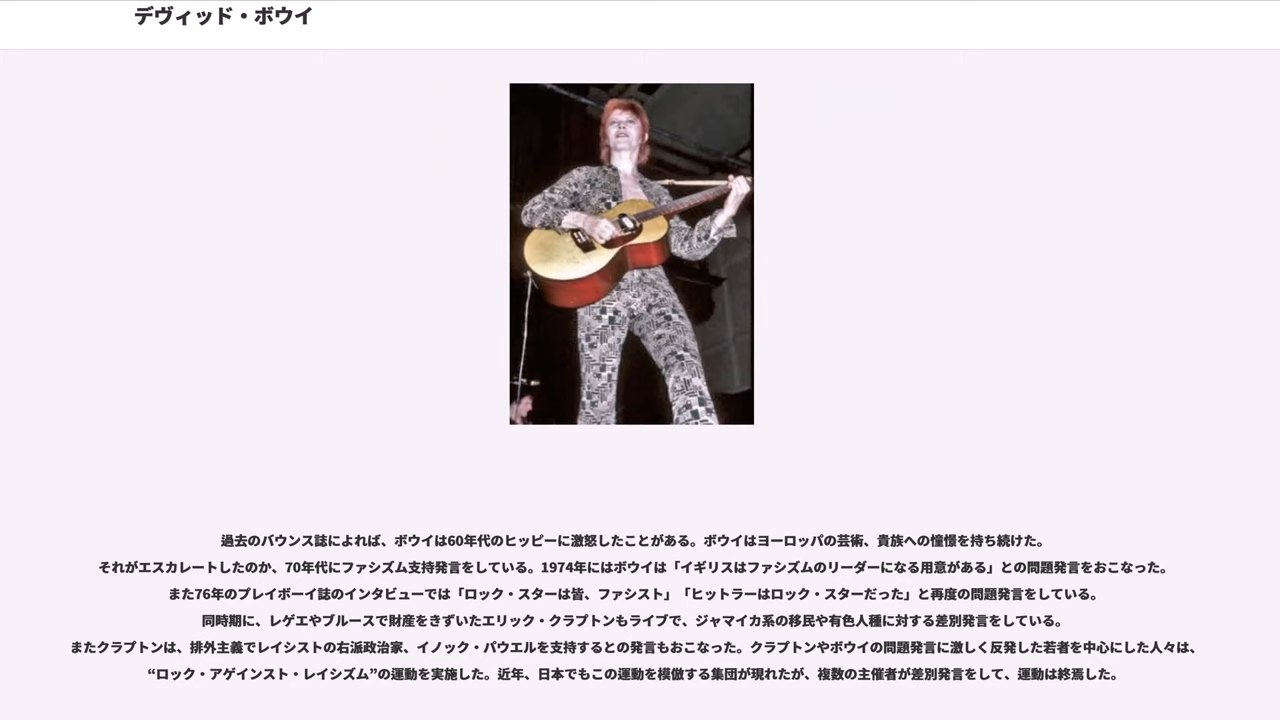 デヴィッド・ボウイ
過去のバウンス誌によれば、ボウイは60年代のヒッピーに激怒したことがある。ボウイはヨーロッパの芸術、貴族への憧憬を持ち続けた。
それがエスカレートしたのか、70年代にファシズム支持発言をしている。1974年にはボウイは「イギリスはファシズムのリーダーになる用意がある」との問題発言をおこなった。
また76年のプレイボーイ誌のインタビューでは「ロック・スターは皆、ファシスト」「ヒットラーはロック・スターだった」と再度の問題発言をしている。
同時期に、レゲエやブルースで財産をきずいたエリック・クラプトンもライブで、ジャマイカ系の移民や有色人種に対する差別発言をしている。
またクラプトンは、排外主義でレイシストの右派政治家、イノック・パウエルを支持するとの発言もおこなった。クラプトンやボウイの問題発言に激しく反発した若者を中心にした人々は、
“ロック・アゲインスト・レイシズム”の運動を実施した。近年、日本でもこの運動を模倣する集団が現れたが、複数の主催者が差別発言をして、運動は終焉した。